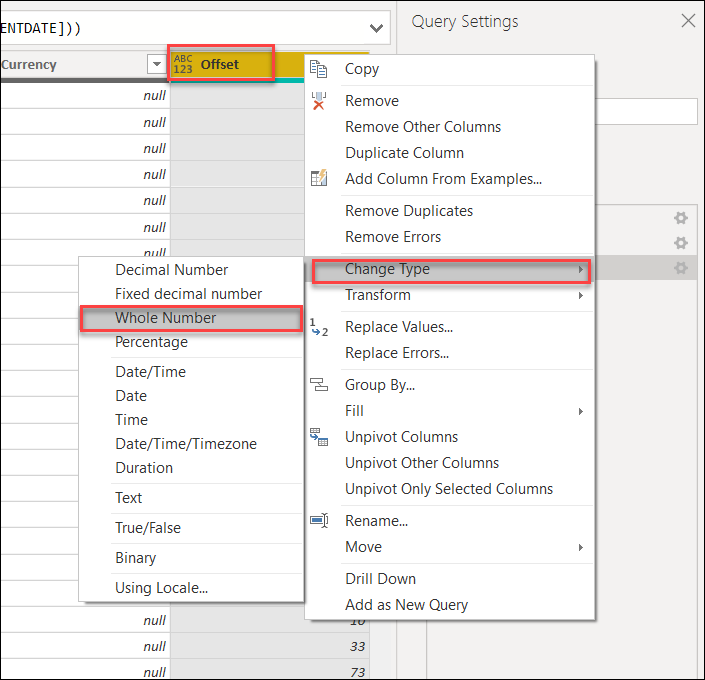 ENTDATE]))
Query Settings
Currency
ABC
123
Offset
null
null
null
null
null
null
null
Copy
Remove
Remove Other Columns
Duplicate Column
Add Column From Examples...
Remove Duplicates
Remove Errors
Change Type
Transform
Replace Values...
1
2
Replace Errors...
Group By...
Fill
Unpivot Columns
Unpivot Other Columns
Unpivot Only Selected Columns
Rename...
Move
Drill Down
Add as New Query
Decimal Number
Fixed decimal number
Whole Number
Percentage
Date/Time
Date
Time
Date/Time/Timezone
Duration
Text
True/False
Binary
Using Locale...
null 10
null 33
null 73